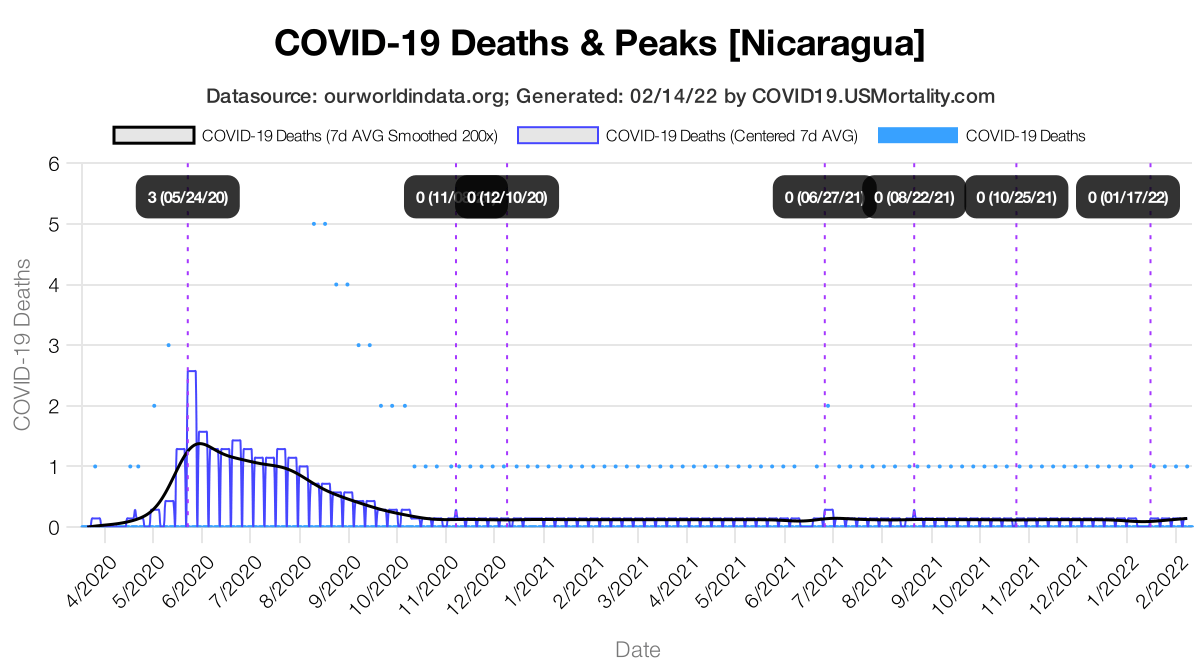 COVID-19 Deaths & Peaks [Nicaragua]
Datasource: ourworldindata.org; Generated: 02/14/22 by COVID19.USMortality.com
COVID-19 Deaths (7d AVG Smoothed 200x) COVID-19 Deaths (Centered 7d AVG) COVID-19 Deaths
6
3 (05/24/20) 0 (11/ 0 (12/10/20) 0 (06/27/21) 0 (08/22/21) 0 (10/25/21) 0 (01/17/22)
5
4
3
2
1
0
COVID-19 Deaths
4/2020 5/2020 6/2020 7/2020 8/2020 9/2020 10/2020 11/2020 12/2020 1/2021 2/2021 3/2021 4/2021 5/2021 6/2021 7/2021 8/2021 9/2021 10/2021 11/2021 12/2021 1/2022 2/2022
Date